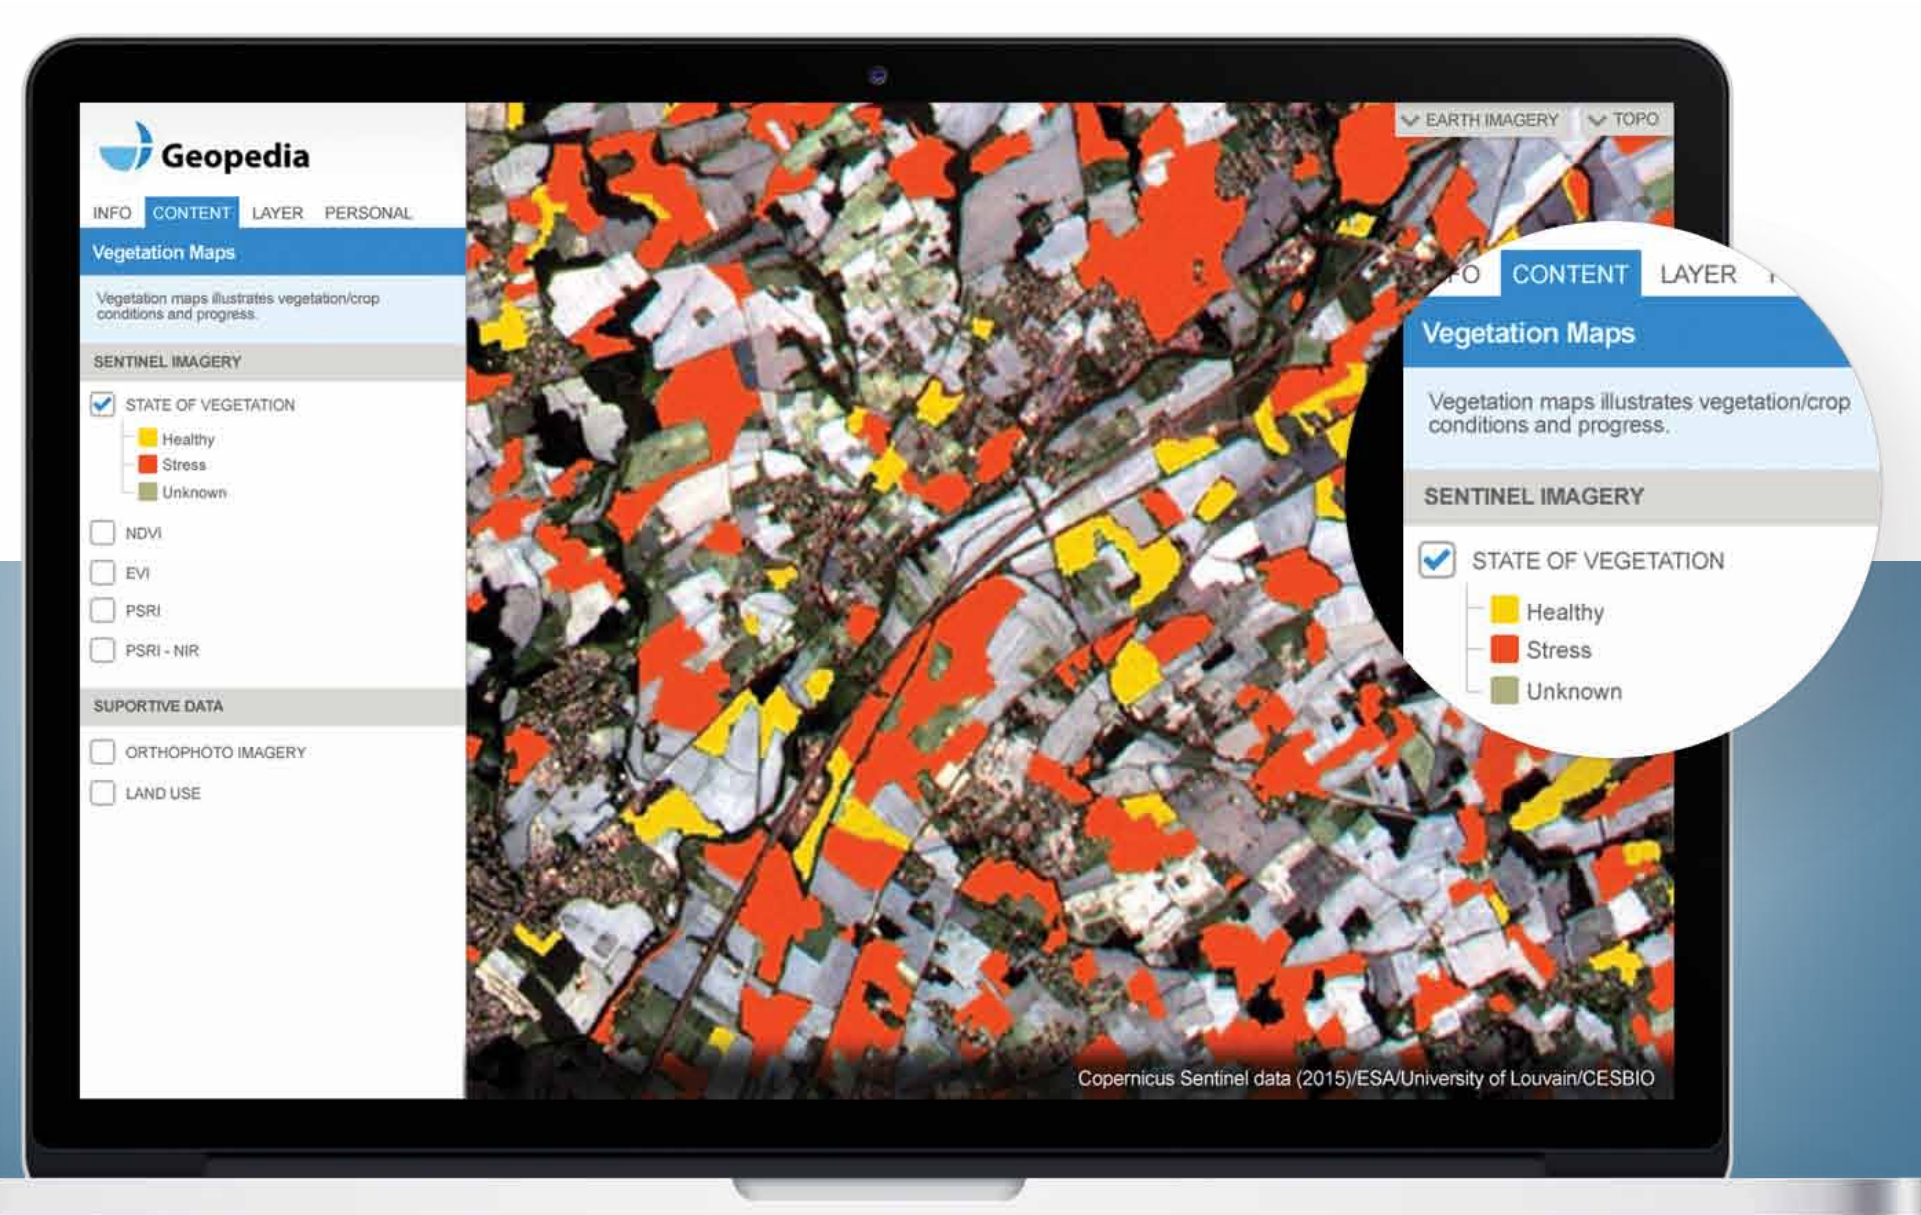 Geopedia
INFO CONTENT LAYER PERSONAL
Vegetation Maps
Vegetation maps illustrates vegetation/crop
conditions and progress.
SENTINEL IMAGERY
STATE OF VEGETATION
Healthy
Stress
Unknown
NDVI
EVI
PSRI
PSRI - NIR
SUPORTIVE DATA
ORTHOPHOTO IMAGERY
LAND USE
EARTH IMAGERY TOPO
FO CONTENT LAYER
Vegetation Maps
Vegetation maps illustrates vegetation/crop
conditions and progress.
SENTINEL IMAGERY
STATE OF VEGETATION
Healthy
Stress
Unknown
Copernicus Sentinel data (2015)/ESA/University of Louvain/CESBIO